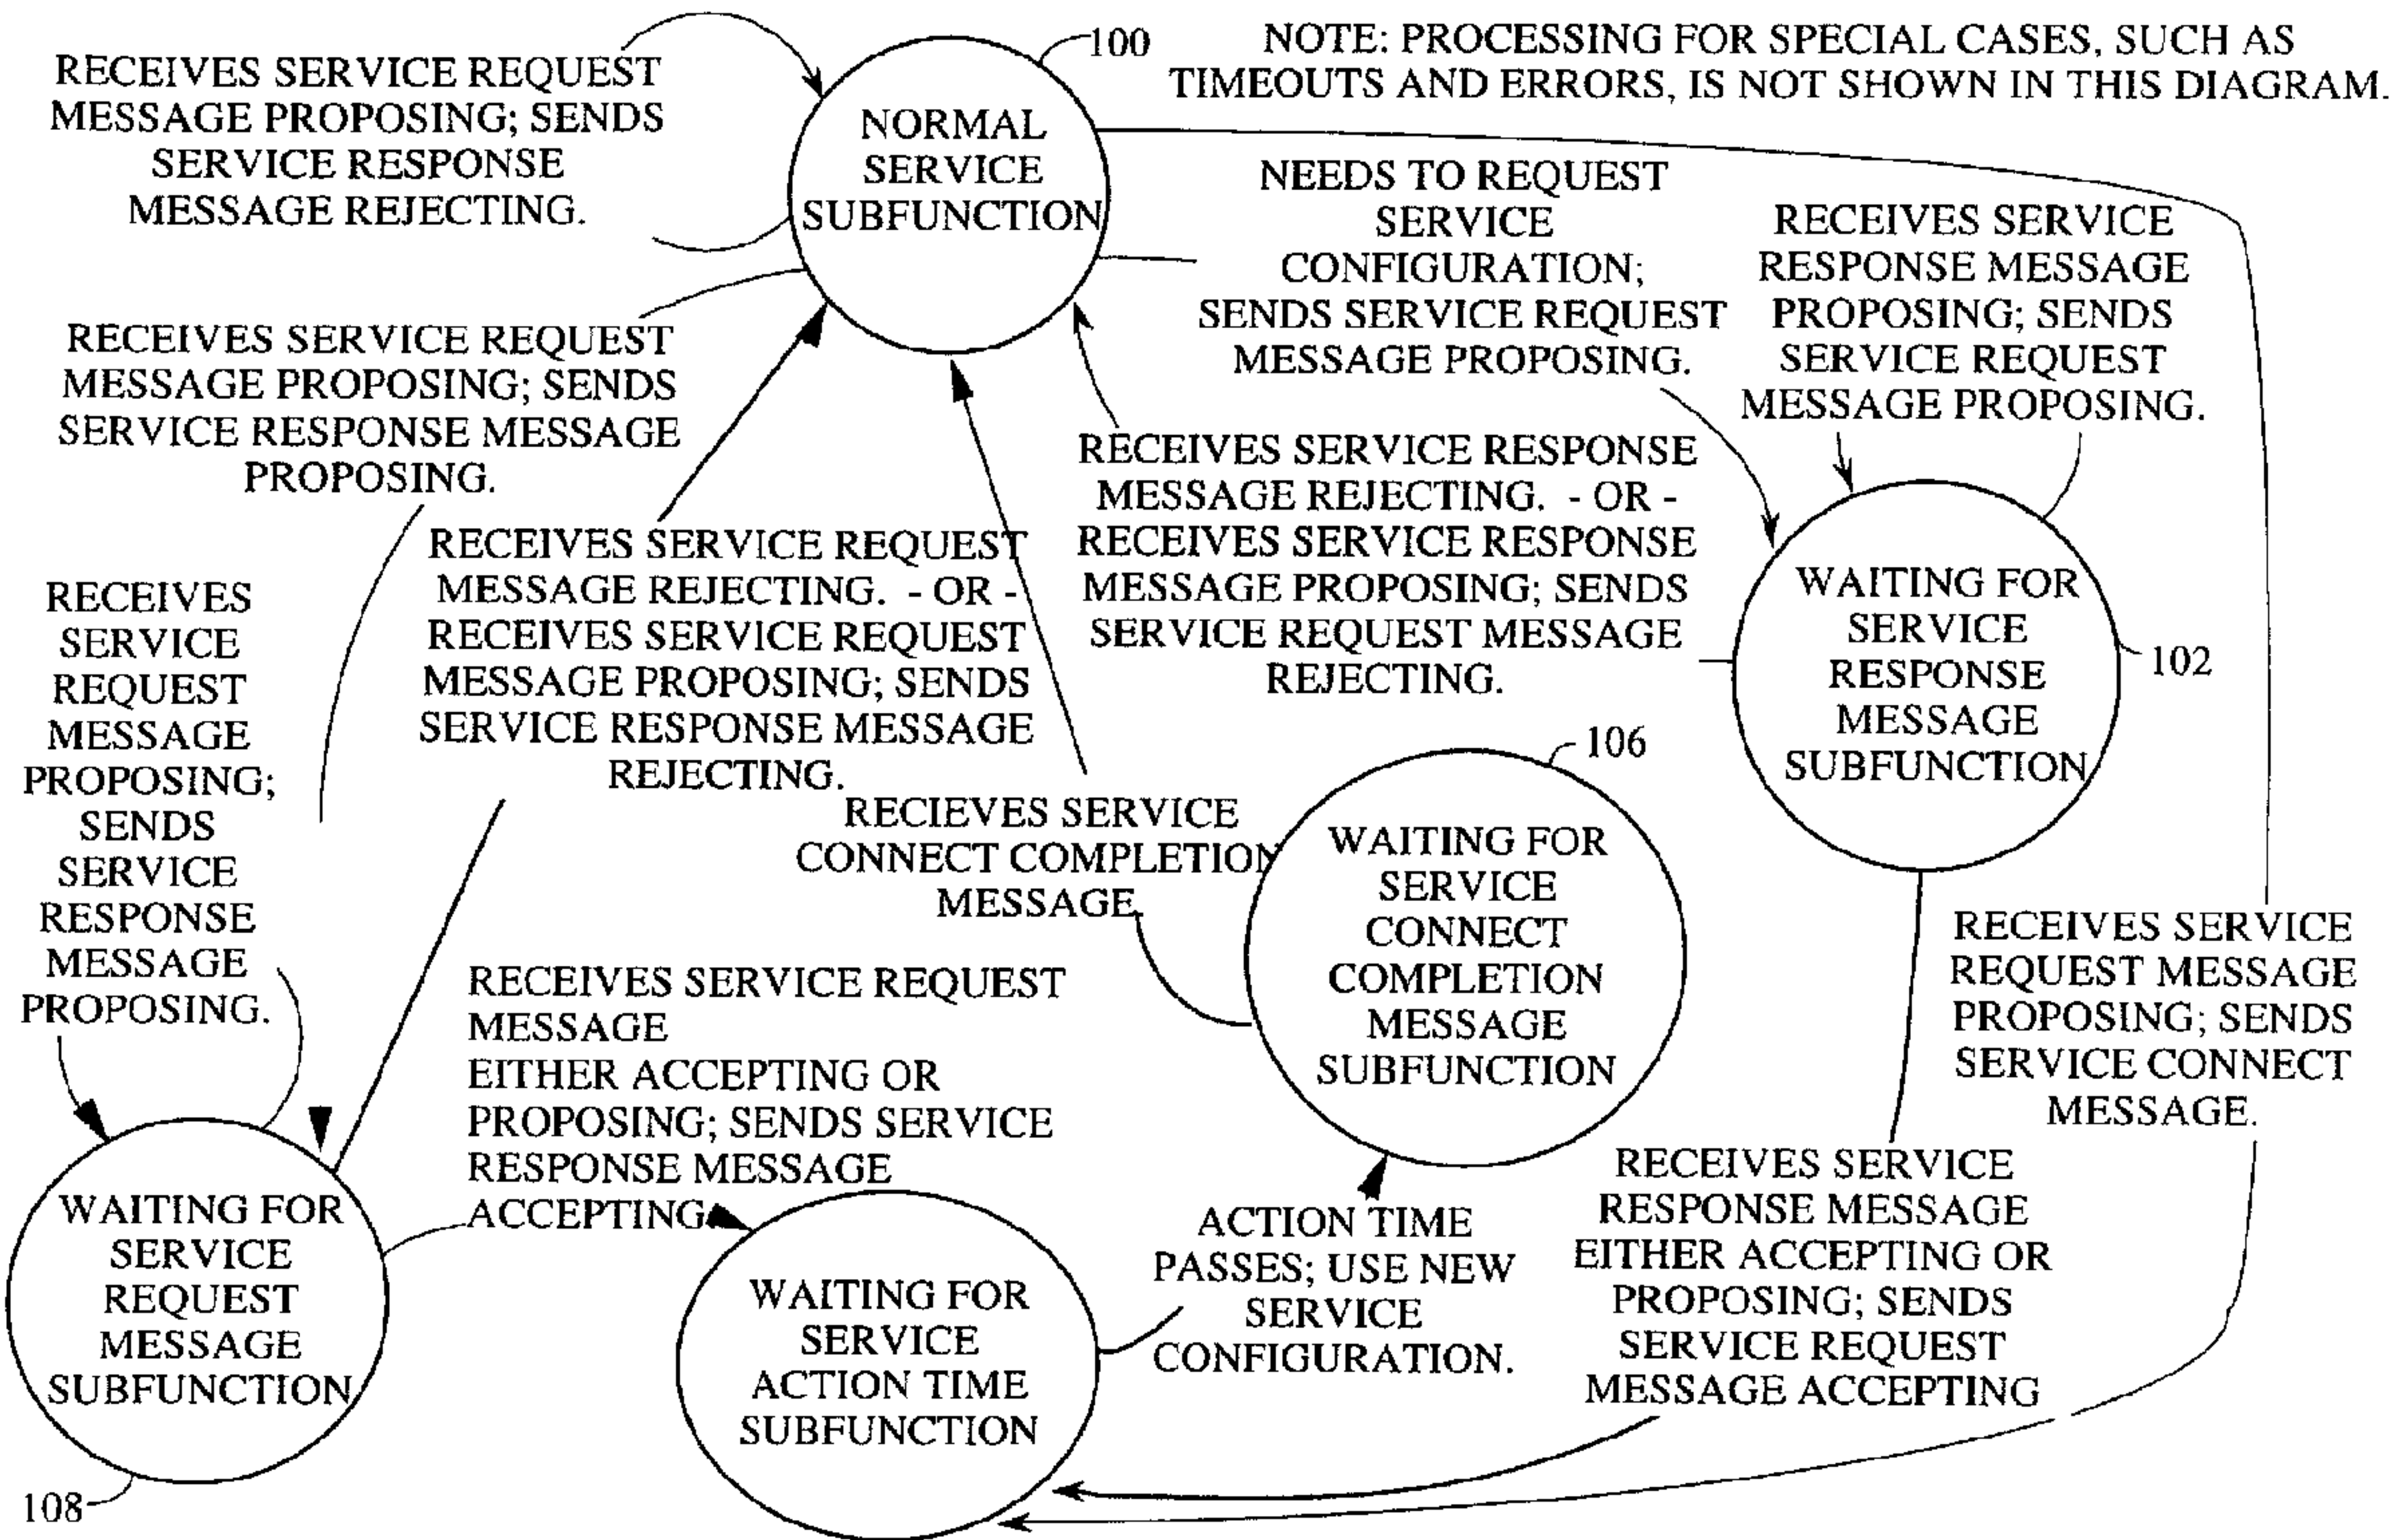 100
NOTE: PROCESSING FOR SPECIAL CASES, SUCH AS
TIMEOUTS AND ERRORS, IS NOT SHOWN IN THIS DIAGRAM.
RECEIVES SERVICE REQUEST
MESSAGE PROPOSING; SENDS
SERVICE RESPONSE
MESSAGE REJECTING.
NORMAL
SERVICE
SUBFUNCTION
NEEDS TO REQUEST
SERVICE
CONFIGURATION;
SENDS SERVICE REQUEST
MESSAGE PROPOSING.
RECEIVES SERVICE
RESPONSE MESSAGE
PROPOSING; SENDS
SERVICE REQUEST
MESSAGE PROPOSING.
RECEIVES SERVICE REQUEST
MESSAGE PROPOSING; SENDS
SERVICE RESPONSE MESSAGE
PROPOSING.
RECEIVES SERVICE RESPONSE
MESSAGE REJECTING. - OR -
RECEIVES SERVICE RESPONSE
MESSAGE PROPOSING; SENDS
SERVICE REQUEST MESSAGE
REJECTING.
RECEIVES SERVICE REQUEST
MESSAGE REJECTING. - OR -
RECEIVES SERVICE REQUEST
MESSAGE PROPOSING; SENDS
SERVICE RESPONSE MESSAGE
REJECTING.
WAITING FOR
SERVICE
RESPONSE
MESSAGE
SUBFUNCTION
102
RECEIVES
SERVICE
REQUEST
MESSAGE
PROPOSING;
SENDS
SERVICE
RESPONSE
MESSAGE
PROPOSING.
106
RECIEVES SERVICE
CONNECT COMPLETION
MESSAGE.
WAITING FOR
SERVICE
CONNECT
COMPLETION
MESSAGE
SUBFUNCTION
RECEIVES SERVICE
REQUEST MESSAGE
PROPOSING; SENDS
SERVICE CONNECT
MESSAGE.
RECEIVES SERVICE REQUEST
MESSAGE
EITHER ACCEPTING OR
PROPOSING; SENDS SERVICE
RESPONSE MESSAGE
ACCEPTING
WAITING FOR
SERVICE
REQUEST
MESSAGE
SUBFUNCTION
108
WAITING FOR
SERVICE
ACTION TIME
SUBFUNCTION
ACTION TIME
PASSES; USE NEW
SERVICE
CONFIGURATION.
RECEIVES SERVICE
RESPONSE MESSAGE
EITHER ACCEPTING OR
PROPOSING; SENDS
SERVICE REQUEST
MESSAGE ACCEPTING